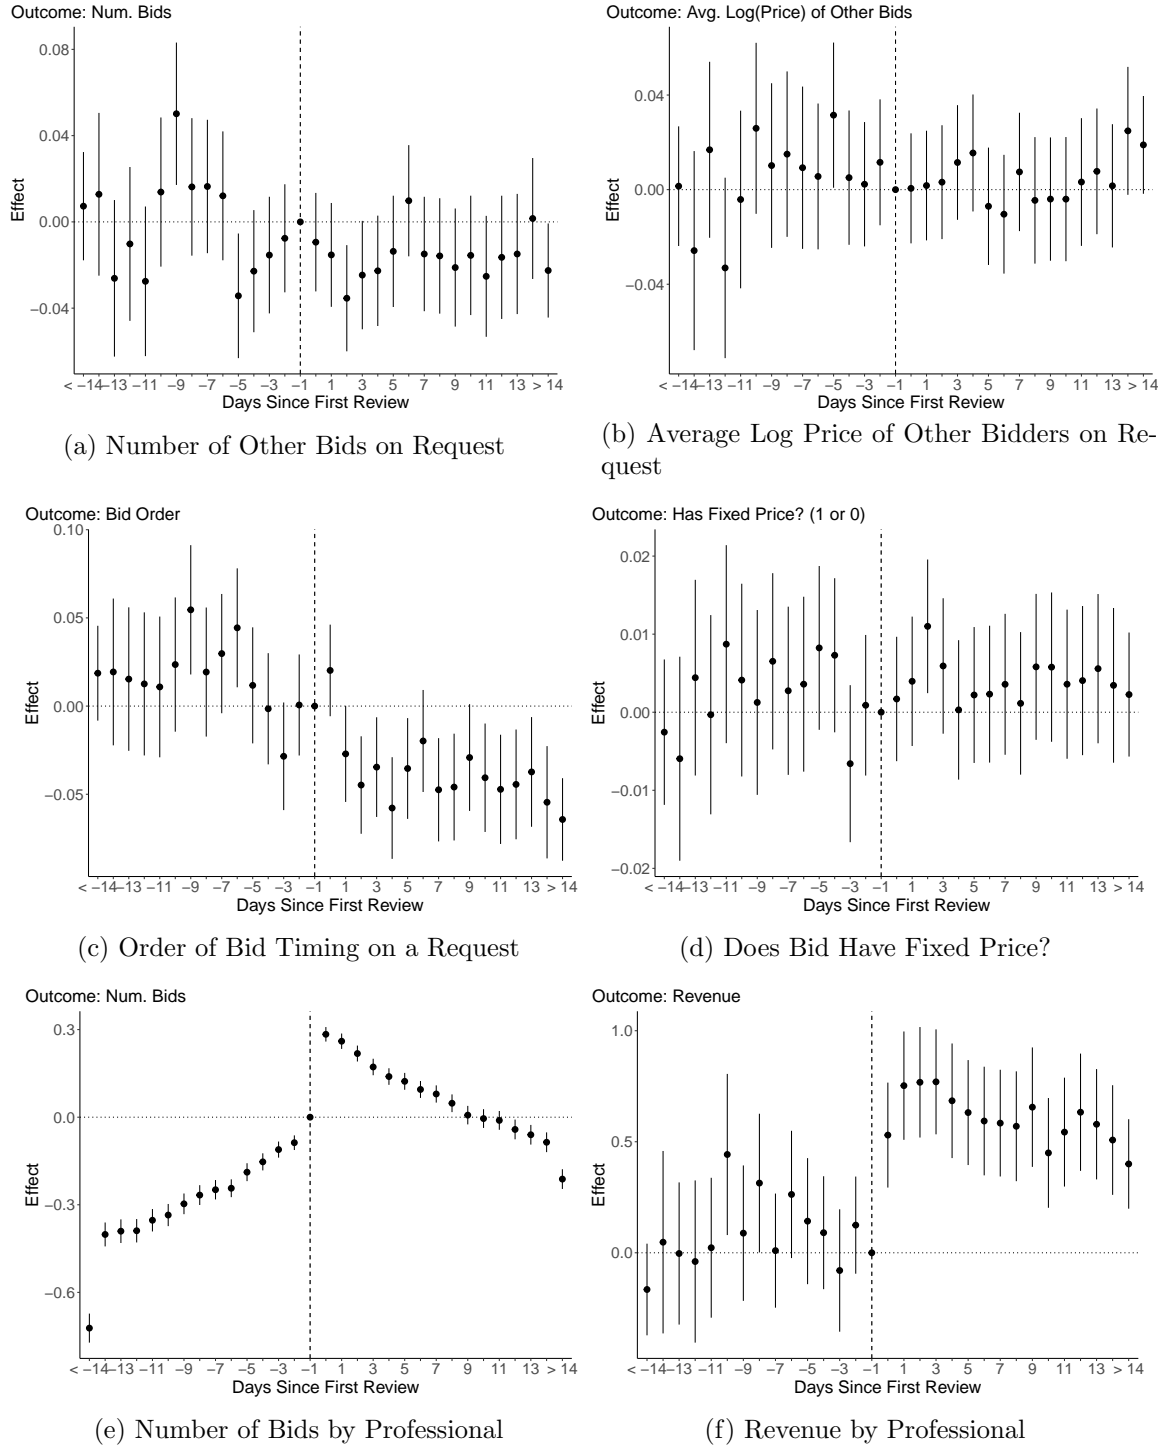 Outcome: Num. Bids
0.08
0.04
0.00
−0.04
Effect
< −14 −13 −11 −9 −7 −5 −3 −1 1 3 5 7 9 11 13 > 14
Days Since First Review
(a) Number of Other Bids on Request
Outcome: Avg. Log(Price) of Other Bids
0.04
0.00
−0.04
Effect
< −14 −13 −11 −9 −7 −5 −3 −1 1 3 5 7 9 11 13 > 14
Days Since First Review
(b) Average Log Price of Other Bidders on Re-
quest
Outcome: Bid Order
0.10
0.05
0.00
−0.05
Effect
< −14 −13 −11 −9 −7 −5 −3 −1 1 3 5 7 9 11 13 > 14
Days Since First Review
(c) Order of Bid Timing on a Request
Outcome: Has Fixed Price? (1 or 0)
0.02
0.01
0.00
−0.01
−0.02
Effect
< −14 −13 −11 −9 −7 −5 −3 −1 1 3 5 7 9 11 13 > 14
Days Since First Review
(d) Does Bid Have Fixed Price?
Outcome: Num. Bids
0.3
0.0
−0.3
−0.6
Effect
< −14 −13 −11 −9 −7 −5 −3 −1 1 3 5 7 9 11 13 > 14
Days Since First Review
(e) Number of Bids by Professional
Outcome: Revenue
1.0
0.5
0.0
Effect
< −14 −13 −11 −9 −7 −5 −3 −1 1 3 5 7 9 11 13 > 14
Days Since First Review
(f) Revenue by Professional